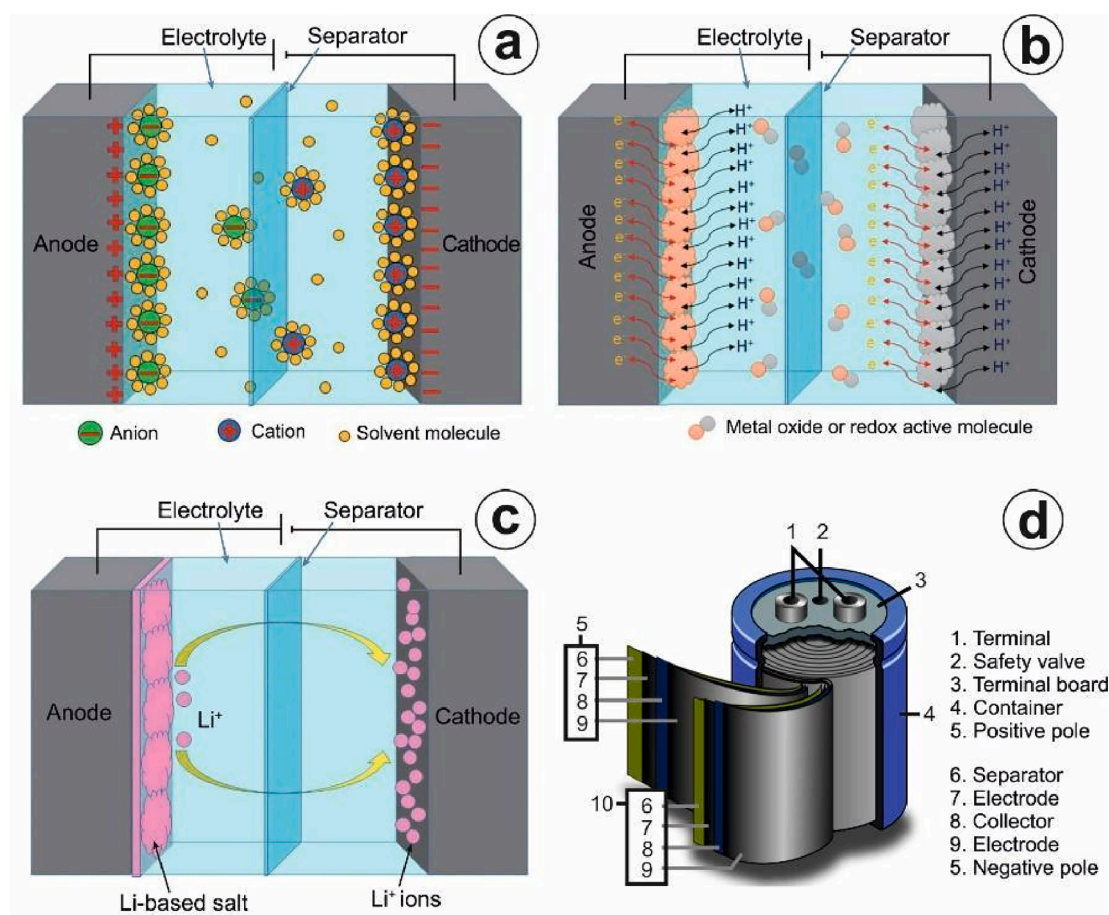 Electrolyte Separator a
Anode
Cathode
Anion Cation Solvent molecule
Electrolyte Separator b
e⁻ H⁺
e⁻ H⁺ e⁻ H⁺
e⁻ H⁺ e⁻ H⁺
e⁻ H⁺ e⁻ H⁺
e⁻ H⁺ e⁻ H⁺
e⁻ H⁺ e⁻ H⁺
e⁻ H⁺ e⁻ H⁺
e⁻ H⁺ e⁻ H⁺
e⁻ H⁺ e⁻ H⁺
e⁻ H⁺ e⁻ H⁺
e⁻ H⁺ e⁻ H⁺
e⁻ H⁺ e⁻ H⁺
Anode
Cathode
Metal oxide or redox active molecule
Electrolyte Separator c
Anode
Li⁺
Cathode
Li-based salt
Li⁺ ions
d
1 2
3
4
5
6
7
8
9
10
6
7
8
9
1. Terminal
2. Safety valve
3. Terminal board
4. Container
5. Positive pole
6. Separator
7. Electrode
8. Collector
9. Electrode
5. Negative pole